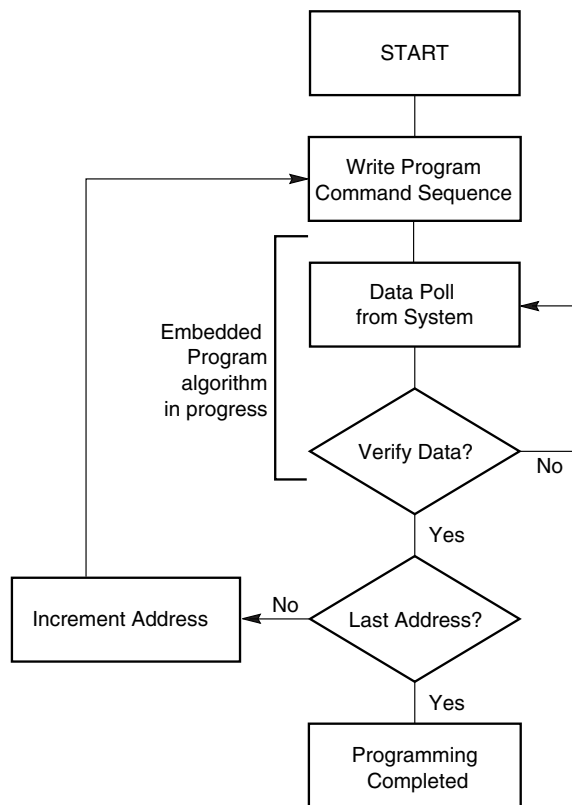 START
Write Program
Command Sequence
Data Poll
from System
Embedded
Program
algorithm
in progress
Verify Data?
No
Yes
Increment Address
No
Last Address?
Yes
Programming
Completed